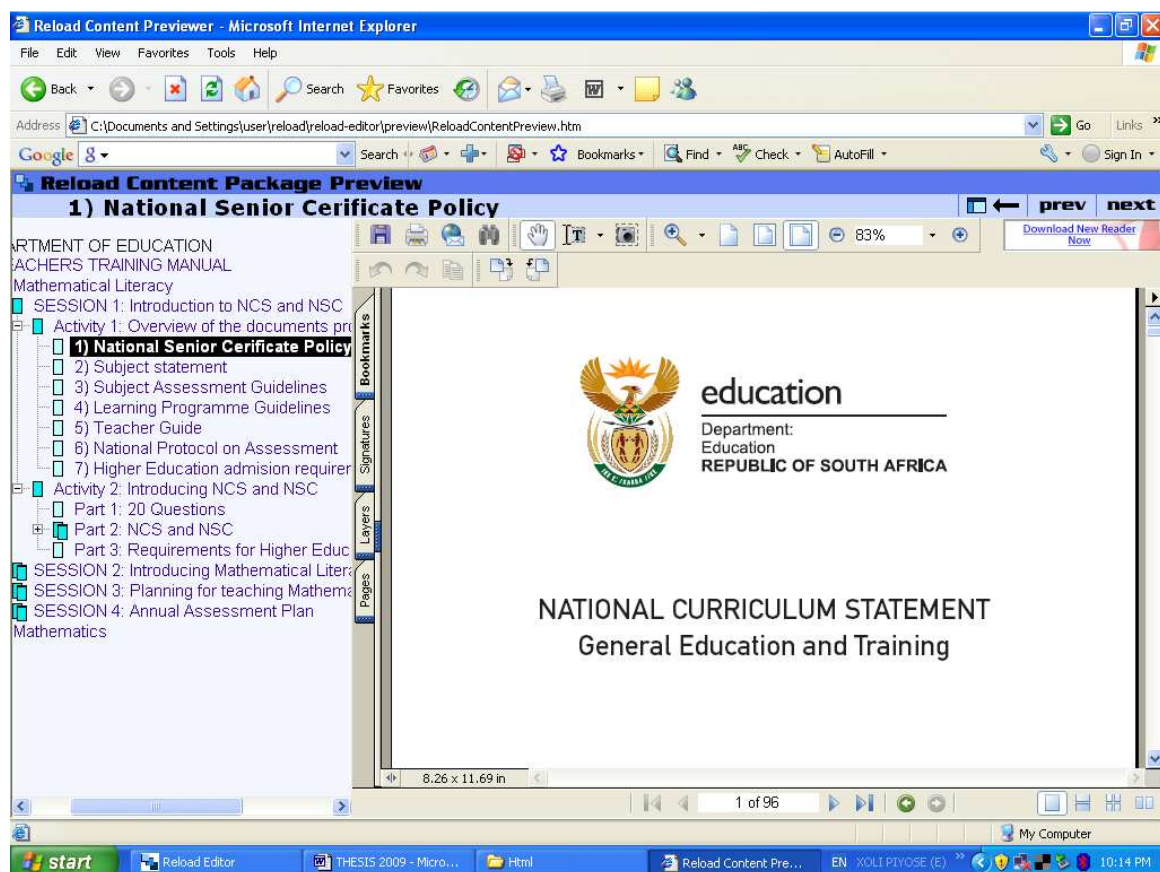 Reload Content Previewer - Microsoft Internet Explorer
File Edit View Favorites Tools Help
Back Search Favorites
Address C:\Documents and Settings\user\reload\reload-editor\preview\ReloadContentPreview.htm Go Links »
Google Search Bookmarks Find Check AutoFill Sign In
Reload Content Package Preview
1) National Senior Cerificate Policy prev next
83% Download New Reader Now
RTMENT OF EDUCATION
EACHERS TRAINING MANUAL
Mathematical Literacy
SESSION 1: Introduction to NCS and NSC
Activity 1: Overview of the documents pr
1) National Senior Cerificate Policy
2) Subject statement
3) Subject Assessment Guidelines
4) Learning Programme Guidelines
5) Teacher Guide
6) National Protocol on Assessment
7) Higher Education admision requirer
Activity 2: Introducing NCS and NSC
Part 1: 20 Questions
Part 2: NCS and NSC
Part 3: Requirements for Higher Educ
SESSION 2: Introducing Mathematical Liter
SESSION 3: Planning for teaching Mathema
SESSION 4: Annual Assessment Plan
Mathematics
Bookmarks
Signatures
Layers
Pages
education
Department:
Education
REPUBLIC OF SOUTH AFRICA
NATIONAL CURRICULUM STATEMENT
General Education and Training
8.26 x 11.69 in
1 of 96
My Computer
start Reload Editor THESIS 2009 - Micro... Html Reload Content Pre... EN XOLI PIYOSE (E) » 10:14 PM